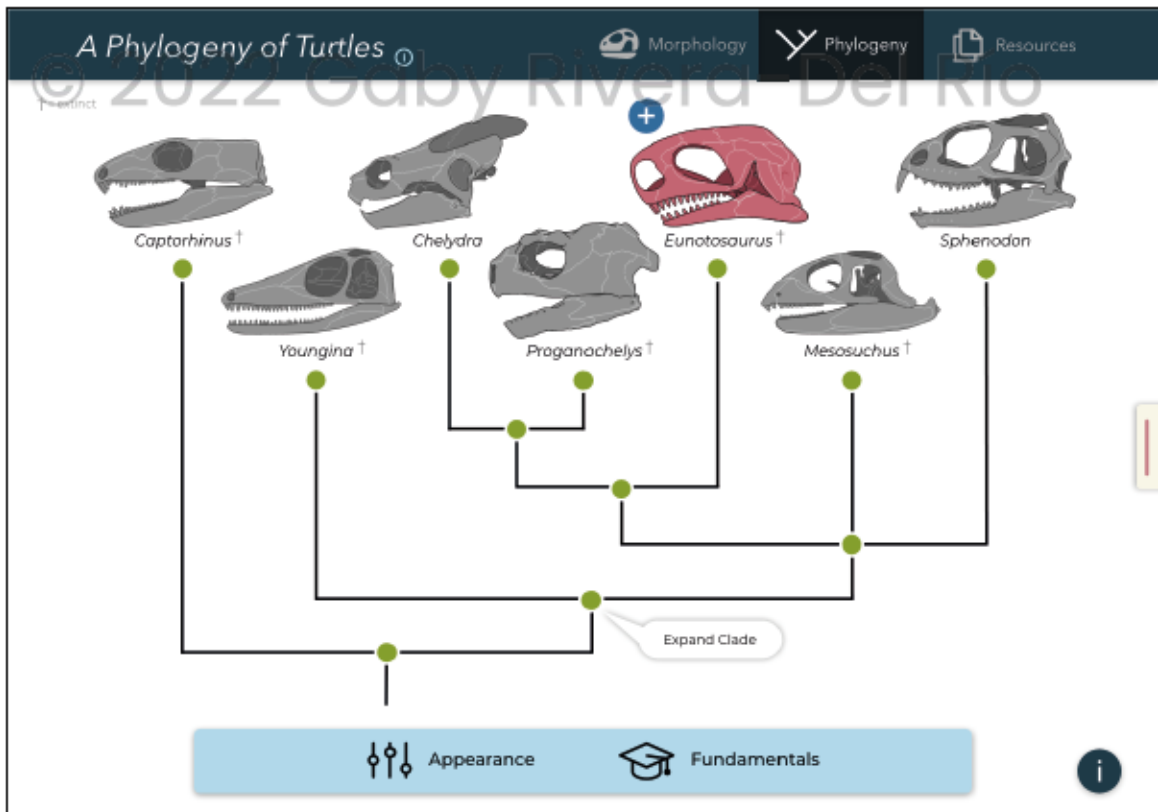 A Phylogeny of Turtles
Morphology
Phylogeny
Resources
© 2022 Gaby Rivera-Del Rio
† = extinct
Captorhinus †
Chelydra
Eunotosaurus †
Sphenodon
Youngina †
Proganochelys †
Mesosuchus †
Expand Clade
Appearance
Fundamentals